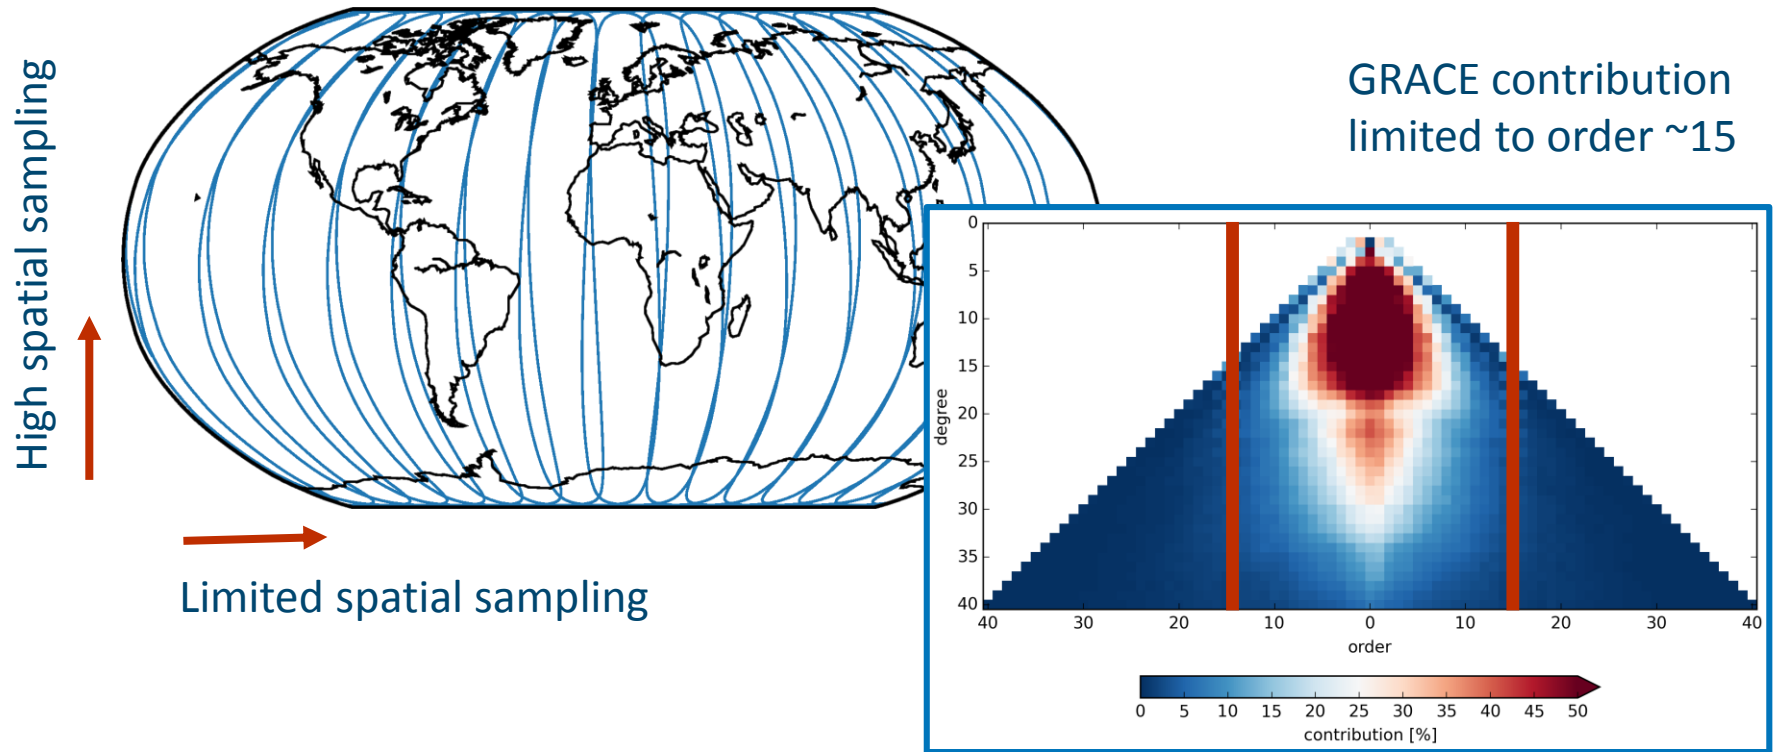 High spatial sampling
Limited spatial sampling
GRACE contribution
limited to order ~15
0
5
10
15
20
25
30
35
40
degree
40 30 20 10 0 10 20 30 40
order
0 5 10 15 20 25 30 35 40 45 50
contribution [%]